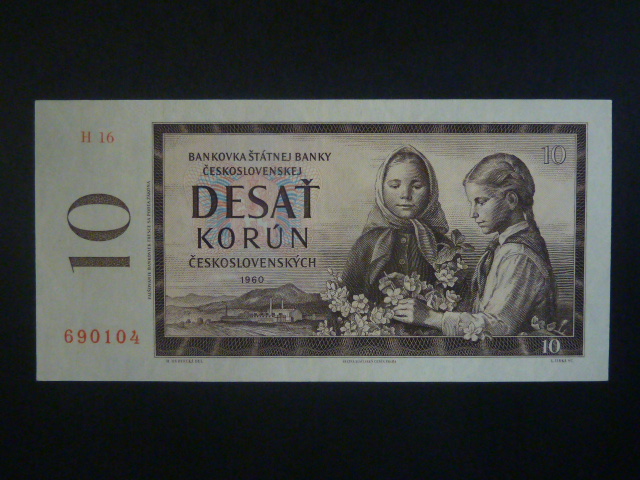 H 16
10
690104
BANKOVKA ŠTÁTNEJ BANKY
ČESKOSLOVENSKEJ
DESAŤ
KORÚN
ČESKOSLOVENSKÝCH
1960
10
10